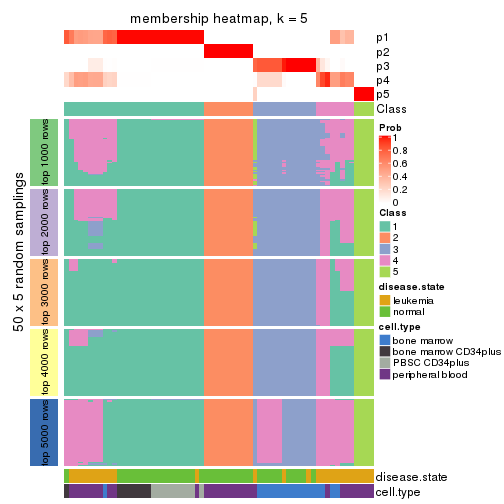 membership heatmap, k = 5
p1
p2
p3
p4
p5
Class
50 x 5 random samplings
top 1000 rows
top 2000 rows
top 3000 rows
top 4000 rows
top 5000 rows
disease.state
cell.type
Prob
1
0.8
0.6
0.4
0.2
0
Class
1
2
3
4
5
disease.state
leukemia
normal
cell.type
bone marrow
bone marrow CD34plus
PBSC CD34plus
peripheral blood